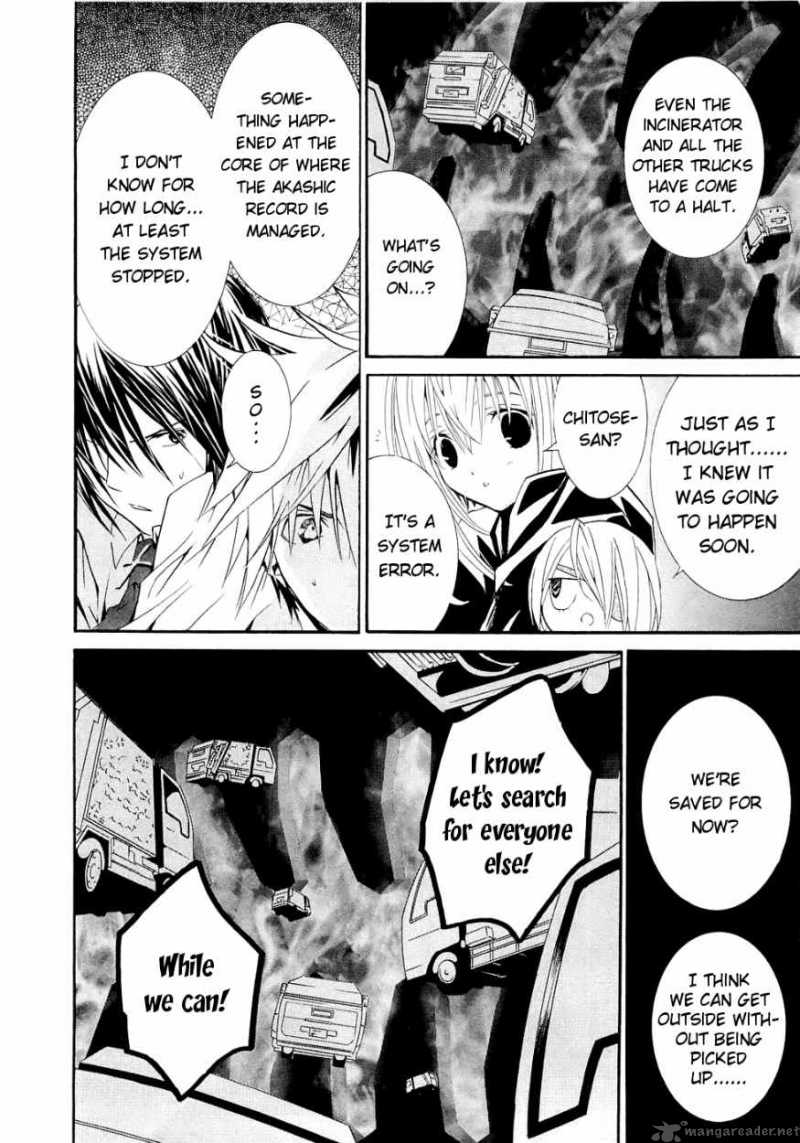 EVEN THE
INCINERATOR
AND ALL THE
OTHER TRUCKS
HAVE COME
TO A HALT.
WHAT'S
GOING
ON...?
SOME-
THING HAPP-
ENED AT THE
CORE OF WHERE
THE AKASHIC
RECORD IS
MANAGED.
I DON'T
KNOW FOR
HOW LONG...
AT LEAST
THE SYSTEM
STOPPED.
SO...
JUST AS I
THOUGHT......
I KNEW IT
WAS GOING
TO HAPPEN
SOON.
CHITOSE-
SAN?
IT'S A
SYSTEM
ERROR.
WE'RE
SAVED FOR
NOW?
I THINK
WE CAN GET
OUTSIDE WITH-
OUT BEING
PICKED
UP......
I know!
Let's search
for everyone
else!
While
we can!
mangareader.net